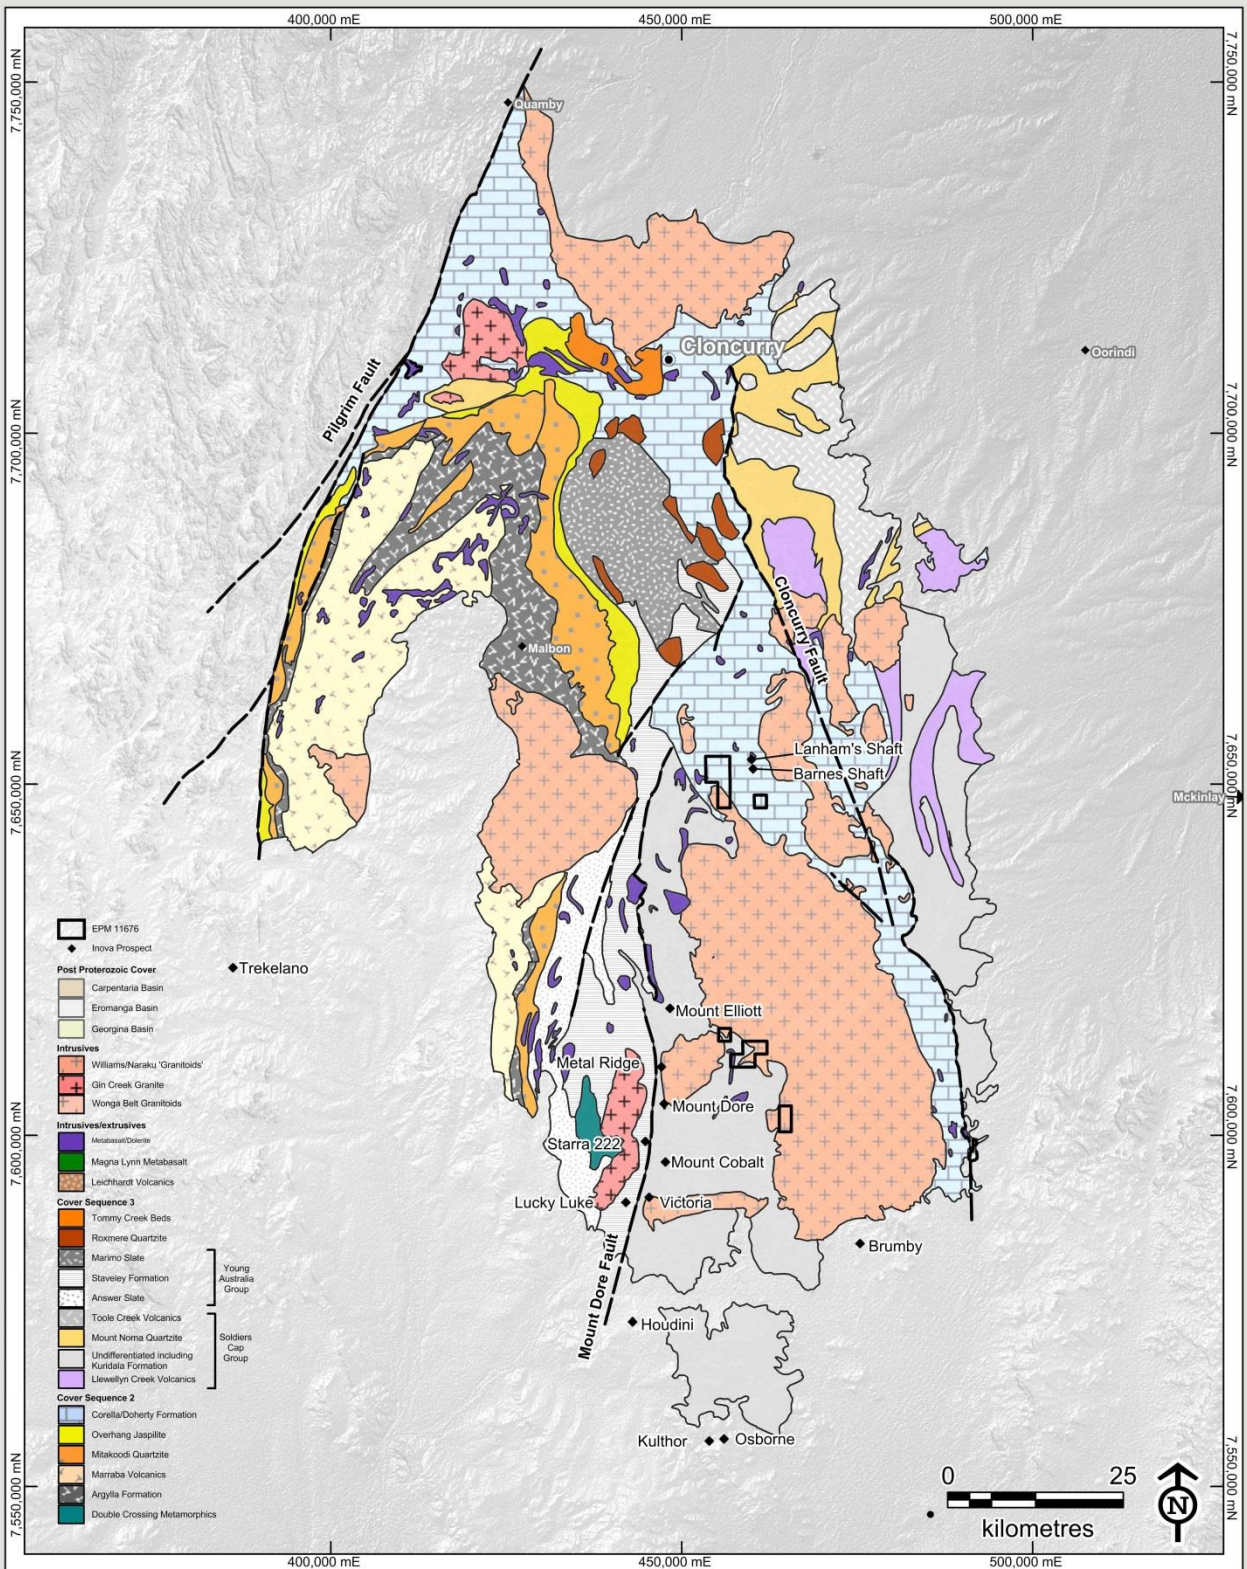 400,000 mE
450,000 mE
500,000 mE
7,750,000 mN
7,750,000 mN
Quamby
Cloncurry
Oorindi
Pilgrim Fault
7,700,000 mN
7,700,000 mN
Cloncurry Fault
Malbon
Lanham's Shaft
Barnes Shaft
7,650,000 mN
7,650,000 mN
Mckinlay
Trekelano
Mount Elliott
Metal Ridge
Mount Dore
7,600,000 mN
7,600,000 mN
Starra 222
Mount Cobalt
Lucky Luke
Victoria
Brumby
Mount Dore Fault
Houdini
Kulthor
Osborne
7,550,000 mN
7,550,000 mN
EPM 11676
Inova Prospect
Post Proterozoic Cover
Carpentaria Basin
Eromanga Basin
Georgina Basin
Intrusives
Williams/Naraku 'Granitoids'
Gin Creek Granite
Wonga Belt Granitoids
Intrusives/extrusives
Metabasalt/Dolerite
Magna Lynn Metabasalt
Leichhardt Volcanics
Cover Sequence 3
Tommy Creek Beds
Roxmere Quartzite
Marimo Slate
Staveley Formation
Answer Slate
Young
Australia
Group
Toole Creek Volcanics
Mount Norna Quartzite
Undifferentiated including
Kuridala Formation
Llewellyn Creek Volcanics
Soldiers
Cap
Group
Cover Sequence 2
Corella/Doherty Formation
Overhang Jaspilite
Mitakoodi Quartzite
Marraba Volcanics
Argylla Formation
Double Crossing Metamorphics
0 25
kilometres
N
400,000 mE
450,000 mE
500,000 mE